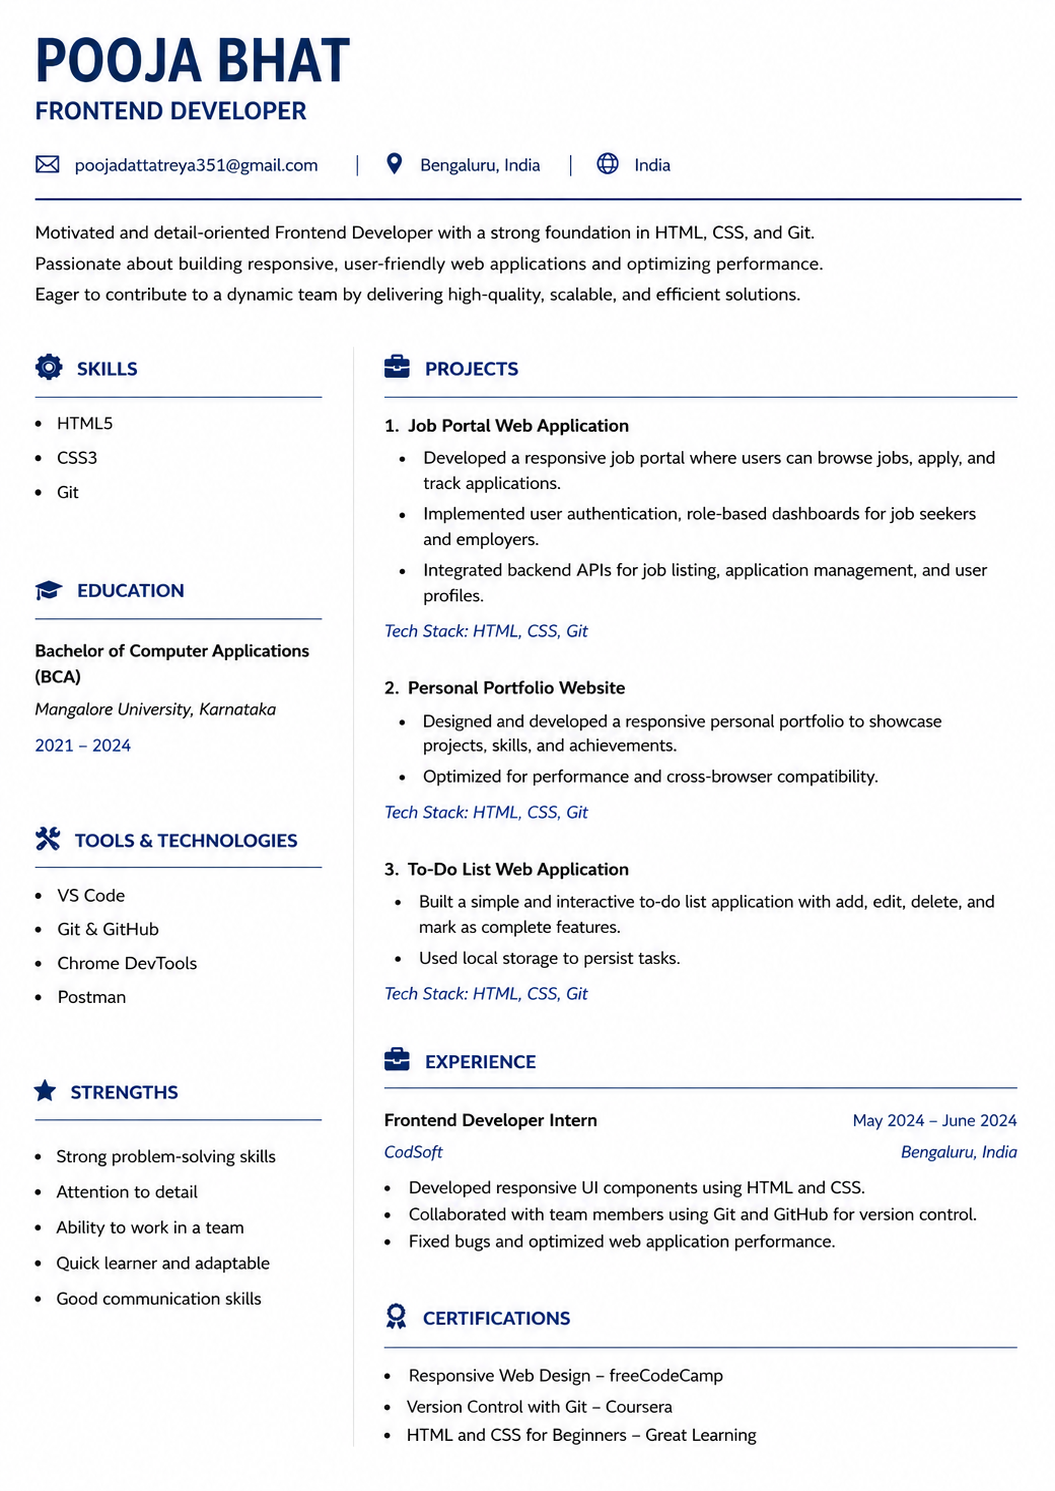 POOJA BHAT
FRONTEND DEVELOPER
poojadattatreya351@gmail.com | Bengaluru, India | India
Motivated and detail-oriented Frontend Developer with a strong foundation in HTML, CSS, and Git.
Passionate about building responsive, user-friendly web applications and optimizing performance.
Eager to contribute to a dynamic team by delivering high-quality, scalable, and efficient solutions.
SKILLS
• HTML5
• CSS3
• Git
EDUCATION
Bachelor of Computer Applications
(BCA)
Mangalore University, Karnataka
2021 – 2024
TOOLS & TECHNOLOGIES
• VS Code
• Git & GitHub
• Chrome DevTools
• Postman
STRENGTHS
• Strong problem-solving skills
• Attention to detail
• Ability to work in a team
• Quick learner and adaptable
• Good communication skills
PROJECTS
1. Job Portal Web Application
• Developed a responsive job portal where users can browse jobs, apply, and
track applications.
• Implemented user authentication, role-based dashboards for job seekers
and employers.
• Integrated backend APIs for job listing, application management, and user
profiles.
Tech Stack: HTML, CSS, Git
2. Personal Portfolio Website
• Designed and developed a responsive personal portfolio to showcase
projects, skills, and achievements.
• Optimized for performance and cross-browser compatibility.
Tech Stack: HTML, CSS, Git
3. To-Do List Web Application
• Built a simple and interactive to-do list application with add, edit, delete, and
mark as complete features.
• Used local storage to persist tasks.
Tech Stack: HTML, CSS, Git
EXPERIENCE
Frontend Developer Intern May 2024 – June 2024
CodSoft Bengaluru, India
• Developed responsive UI components using HTML and CSS.
• Collaborated with team members using Git and GitHub for version control.
• Fixed bugs and optimized web application performance.
CERTIFICATIONS
• Responsive Web Design – freeCodeCamp
• Version Control with Git – Coursera
• HTML and CSS for Beginners – Great Learning